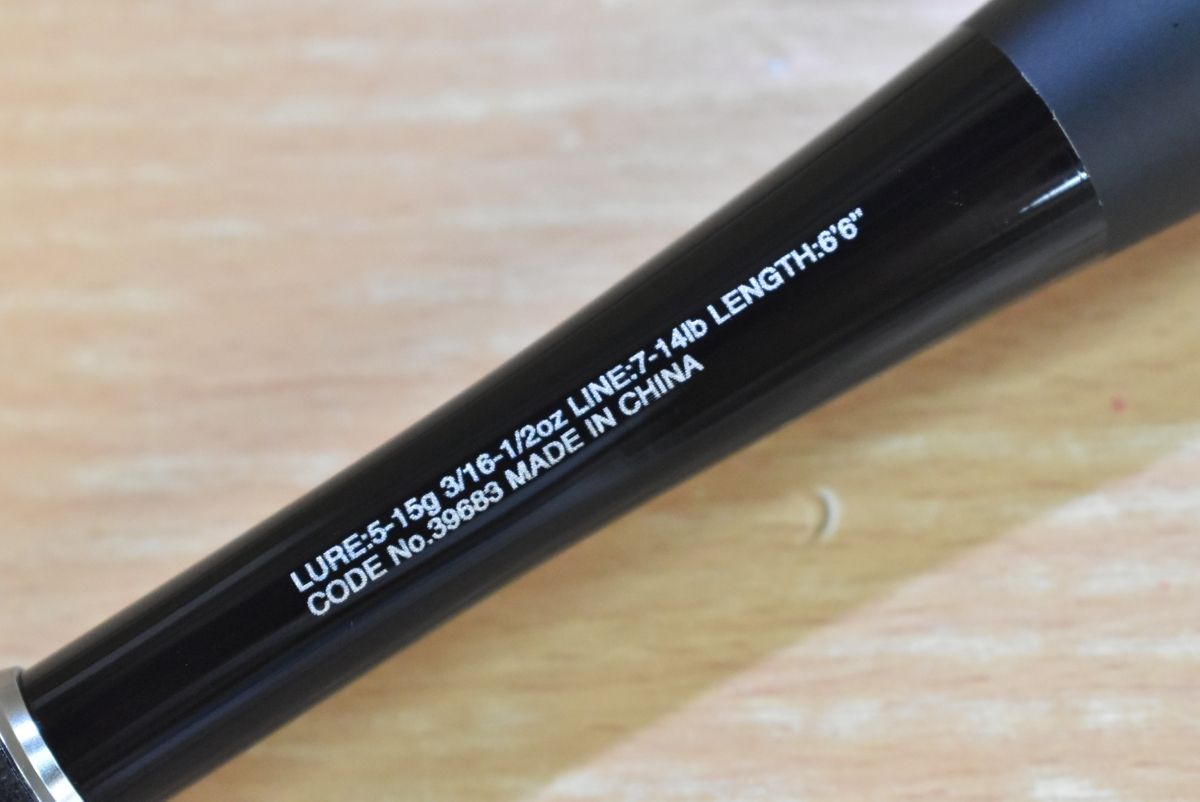 LURE:5-15g 3/16-1/2oz LINE:7-14lb LENGTH:6'6"
CODE No.39683 MADE IN CHINA